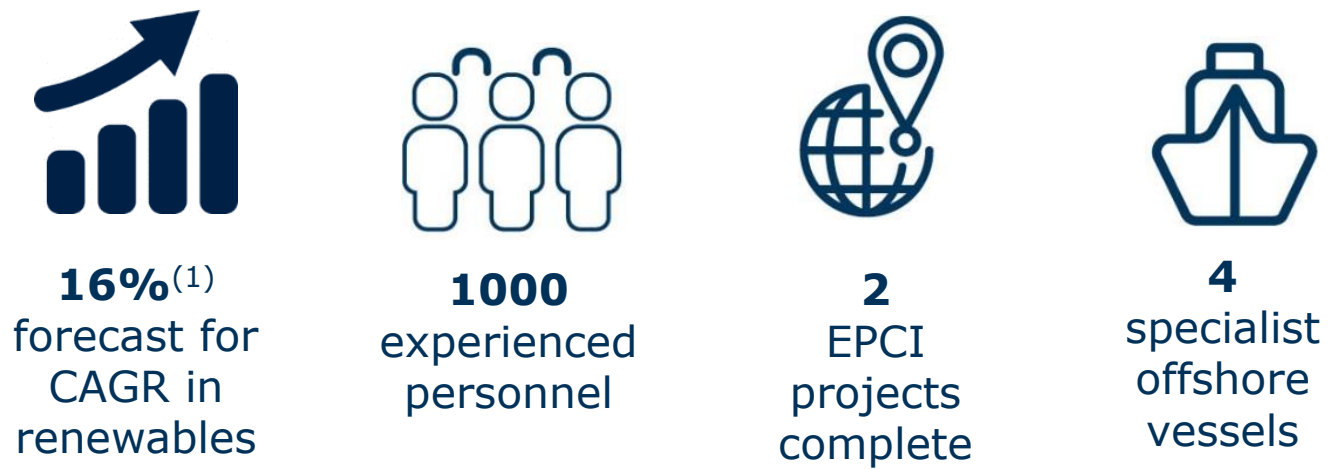 16%(1)
forecast for
CAGR in
renewables
1000
experienced
personnel
2
EPCI
projects
complete
4
specialist
offshore
vessels